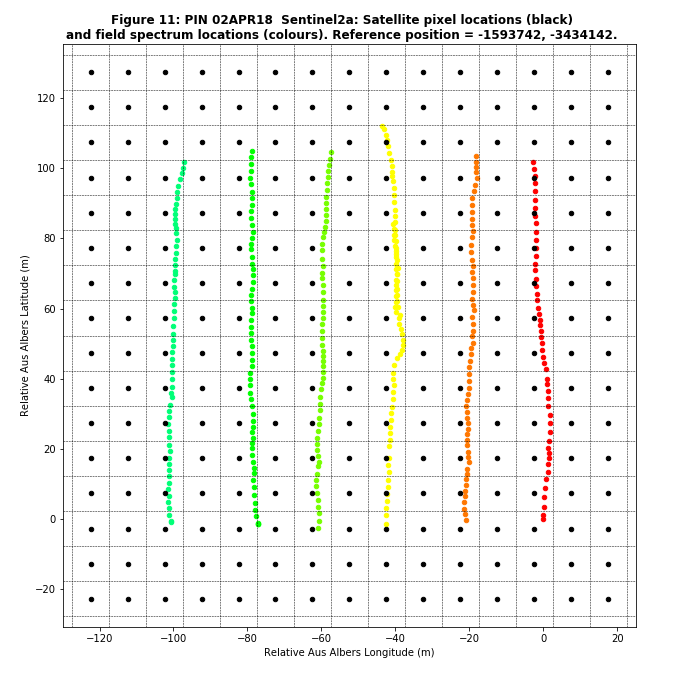 Figure 11: PIN 02APR18  Sentinel2a: Satellite pixel locations (black)
and field spectrum locations (colours). Reference position = -1593742, -3434142.
120
100
80
60
40
20
0
−20
Relative Aus Albers Latitude (m)
−120 −100 −80 −60 −40 −20 0 20
Relative Aus Albers Longitude (m)